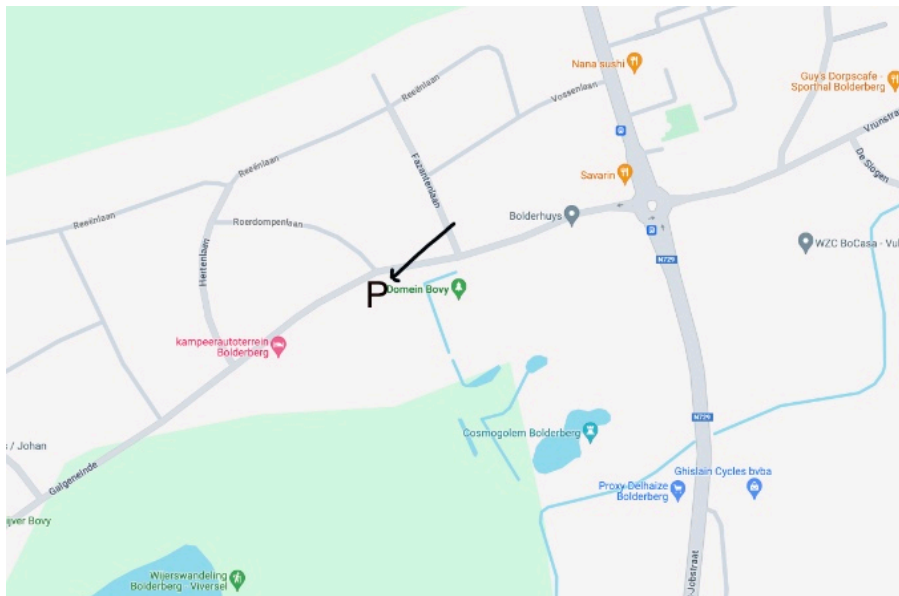 Nana sushi
Guy's Dorpscafe -
Sporthal Bolderberg
Reeënlaan
Vossenlaan
Vrunstraa
De Slogen
Reeënlaan
Fazantenlaan
Savarin
Reeënlaan
Roerdompenlaan
Bolderhuys
WZC BoCasa - Vul
Hertenlaan
N729
P
Domein Bovy
kampeerautoterrein
Bolderberg
N729
Cosmogolem Bolderberg
s / Johan
Galgeneinde
Ghislain Cycles bvba
Proxy Delhaize
Bolderberg
ijver Bovy
Jobstraat
Wijerswandeling
Bolderberg - Viversel